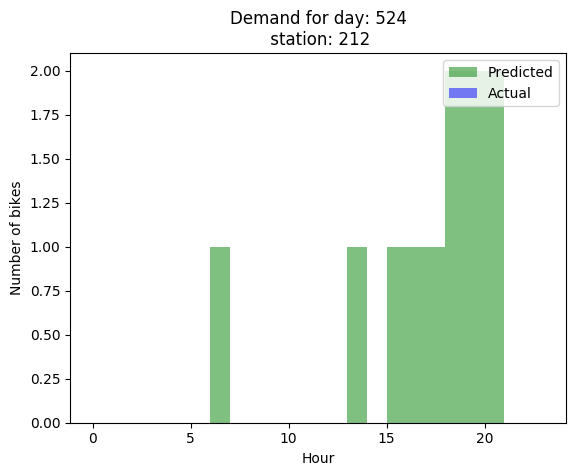 Demand for day: 524
station: 212
Predicted
Actual
2.00
1.75
1.50
1.25
1.00
0.75
0.50
0.25
0.00
Number of bikes
0 5 10 15 20
Hour